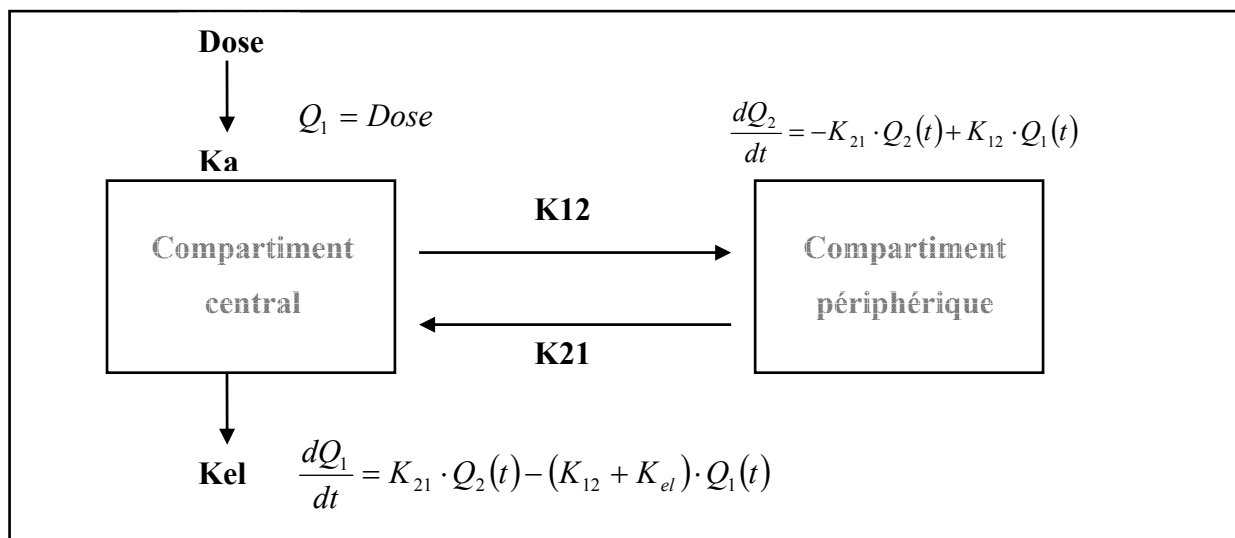 Dose
Q₁ = Dose
dQ₂/dt = −K₂₁ · Q₂(t) + K₁₂ · Q₁(t)
Ka
K12
Compartiment
central
Compartiment
périphérique
K21
Kel
dQ₁/dt = K₂₁ · Q₂(t) − (K₁₂ + Kₑₗ) · Q₁(t)